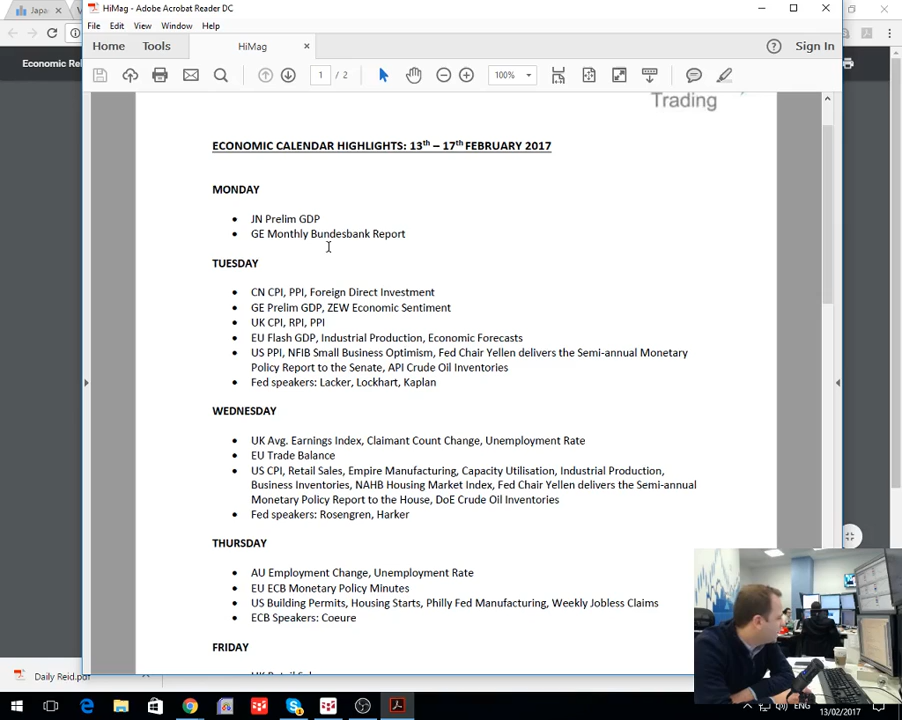 Japa
HiMag - Adobe Acrobat Reader DC
File Edit View Window Help
Home Tools HiMag Sign In
Economic Rel
1 / 2 100%
Trading
ECONOMIC CALENDAR HIGHLIGHTS: 13th – 17th FEBRUARY 2017
MONDAY
• JN Prelim GDP
• GE Monthly Bundesbank Report
TUESDAY
• CN CPI, PPI, Foreign Direct Investment
• GE Prelim GDP, ZEW Economic Sentiment
• UK CPI, RPI, PPI
• EU Flash GDP, Industrial Production, Economic Forecasts
• US PPI, NFIB Small Business Optimism, Fed Chair Yellen delivers the Semi-annual Monetary
Policy Report to the Senate, API Crude Oil Inventories
• Fed speakers: Lacker, Lockhart, Kaplan
WEDNESDAY
• UK Avg. Earnings Index, Claimant Count Change, Unemployment Rate
• EU Trade Balance
• US CPI, Retail Sales, Empire Manufacturing, Capacity Utilisation, Industrial Production,
Business Inventories, NAHB Housing Market Index, Fed Chair Yellen delivers the Semi-annual
Monetary Policy Report to the House, DoE Crude Oil Inventories
• Fed speakers: Rosengren, Harker
THURSDAY
• AU Employment Change, Unemployment Rate
• EU ECB Monetary Policy Minutes
• US Building Permits, Housing Starts, Philly Fed Manufacturing, Weekly Jobless Claims
• ECB Speakers: Coeure
FRIDAY
Daily Reid.pdf
ENG
13/02/2017